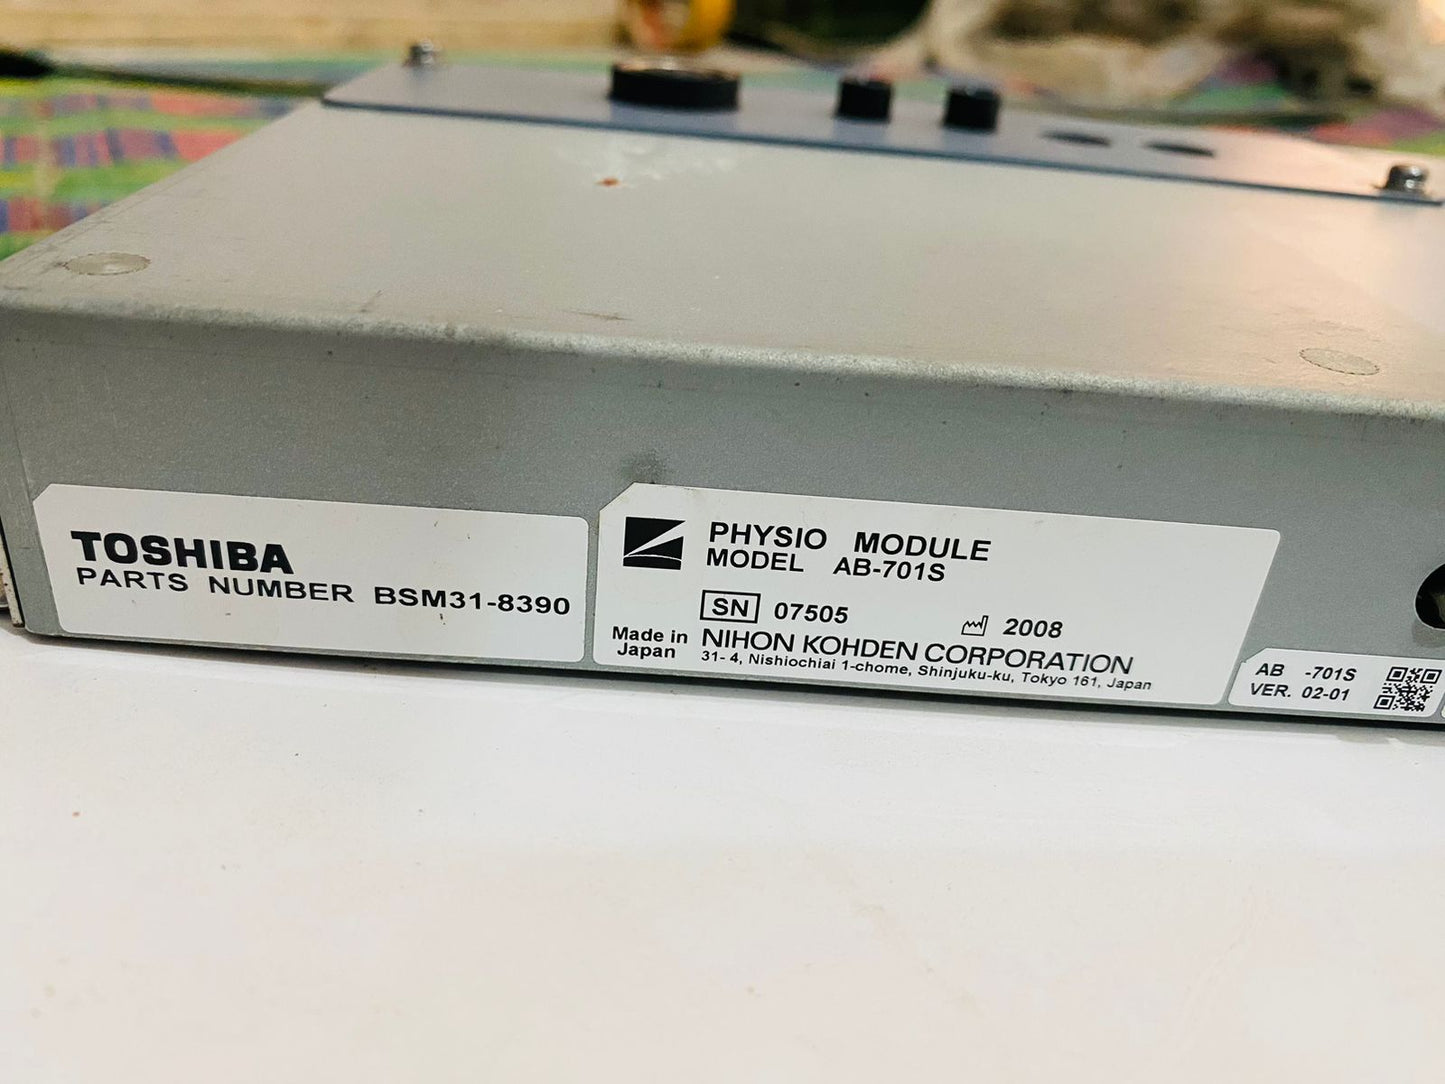 TOSHIBA
PARTS NUMBER BSM31-8390
PHYSIO MODULE
MODEL AB-701S
SN 07505
2008
Made in Japan
NIHON KOHDEN CORPORATION
31-4, Nishiochiai 1-chome, Shinjuku-ku, Tokyo 161, Japan
AB -701S
VER. 02-01